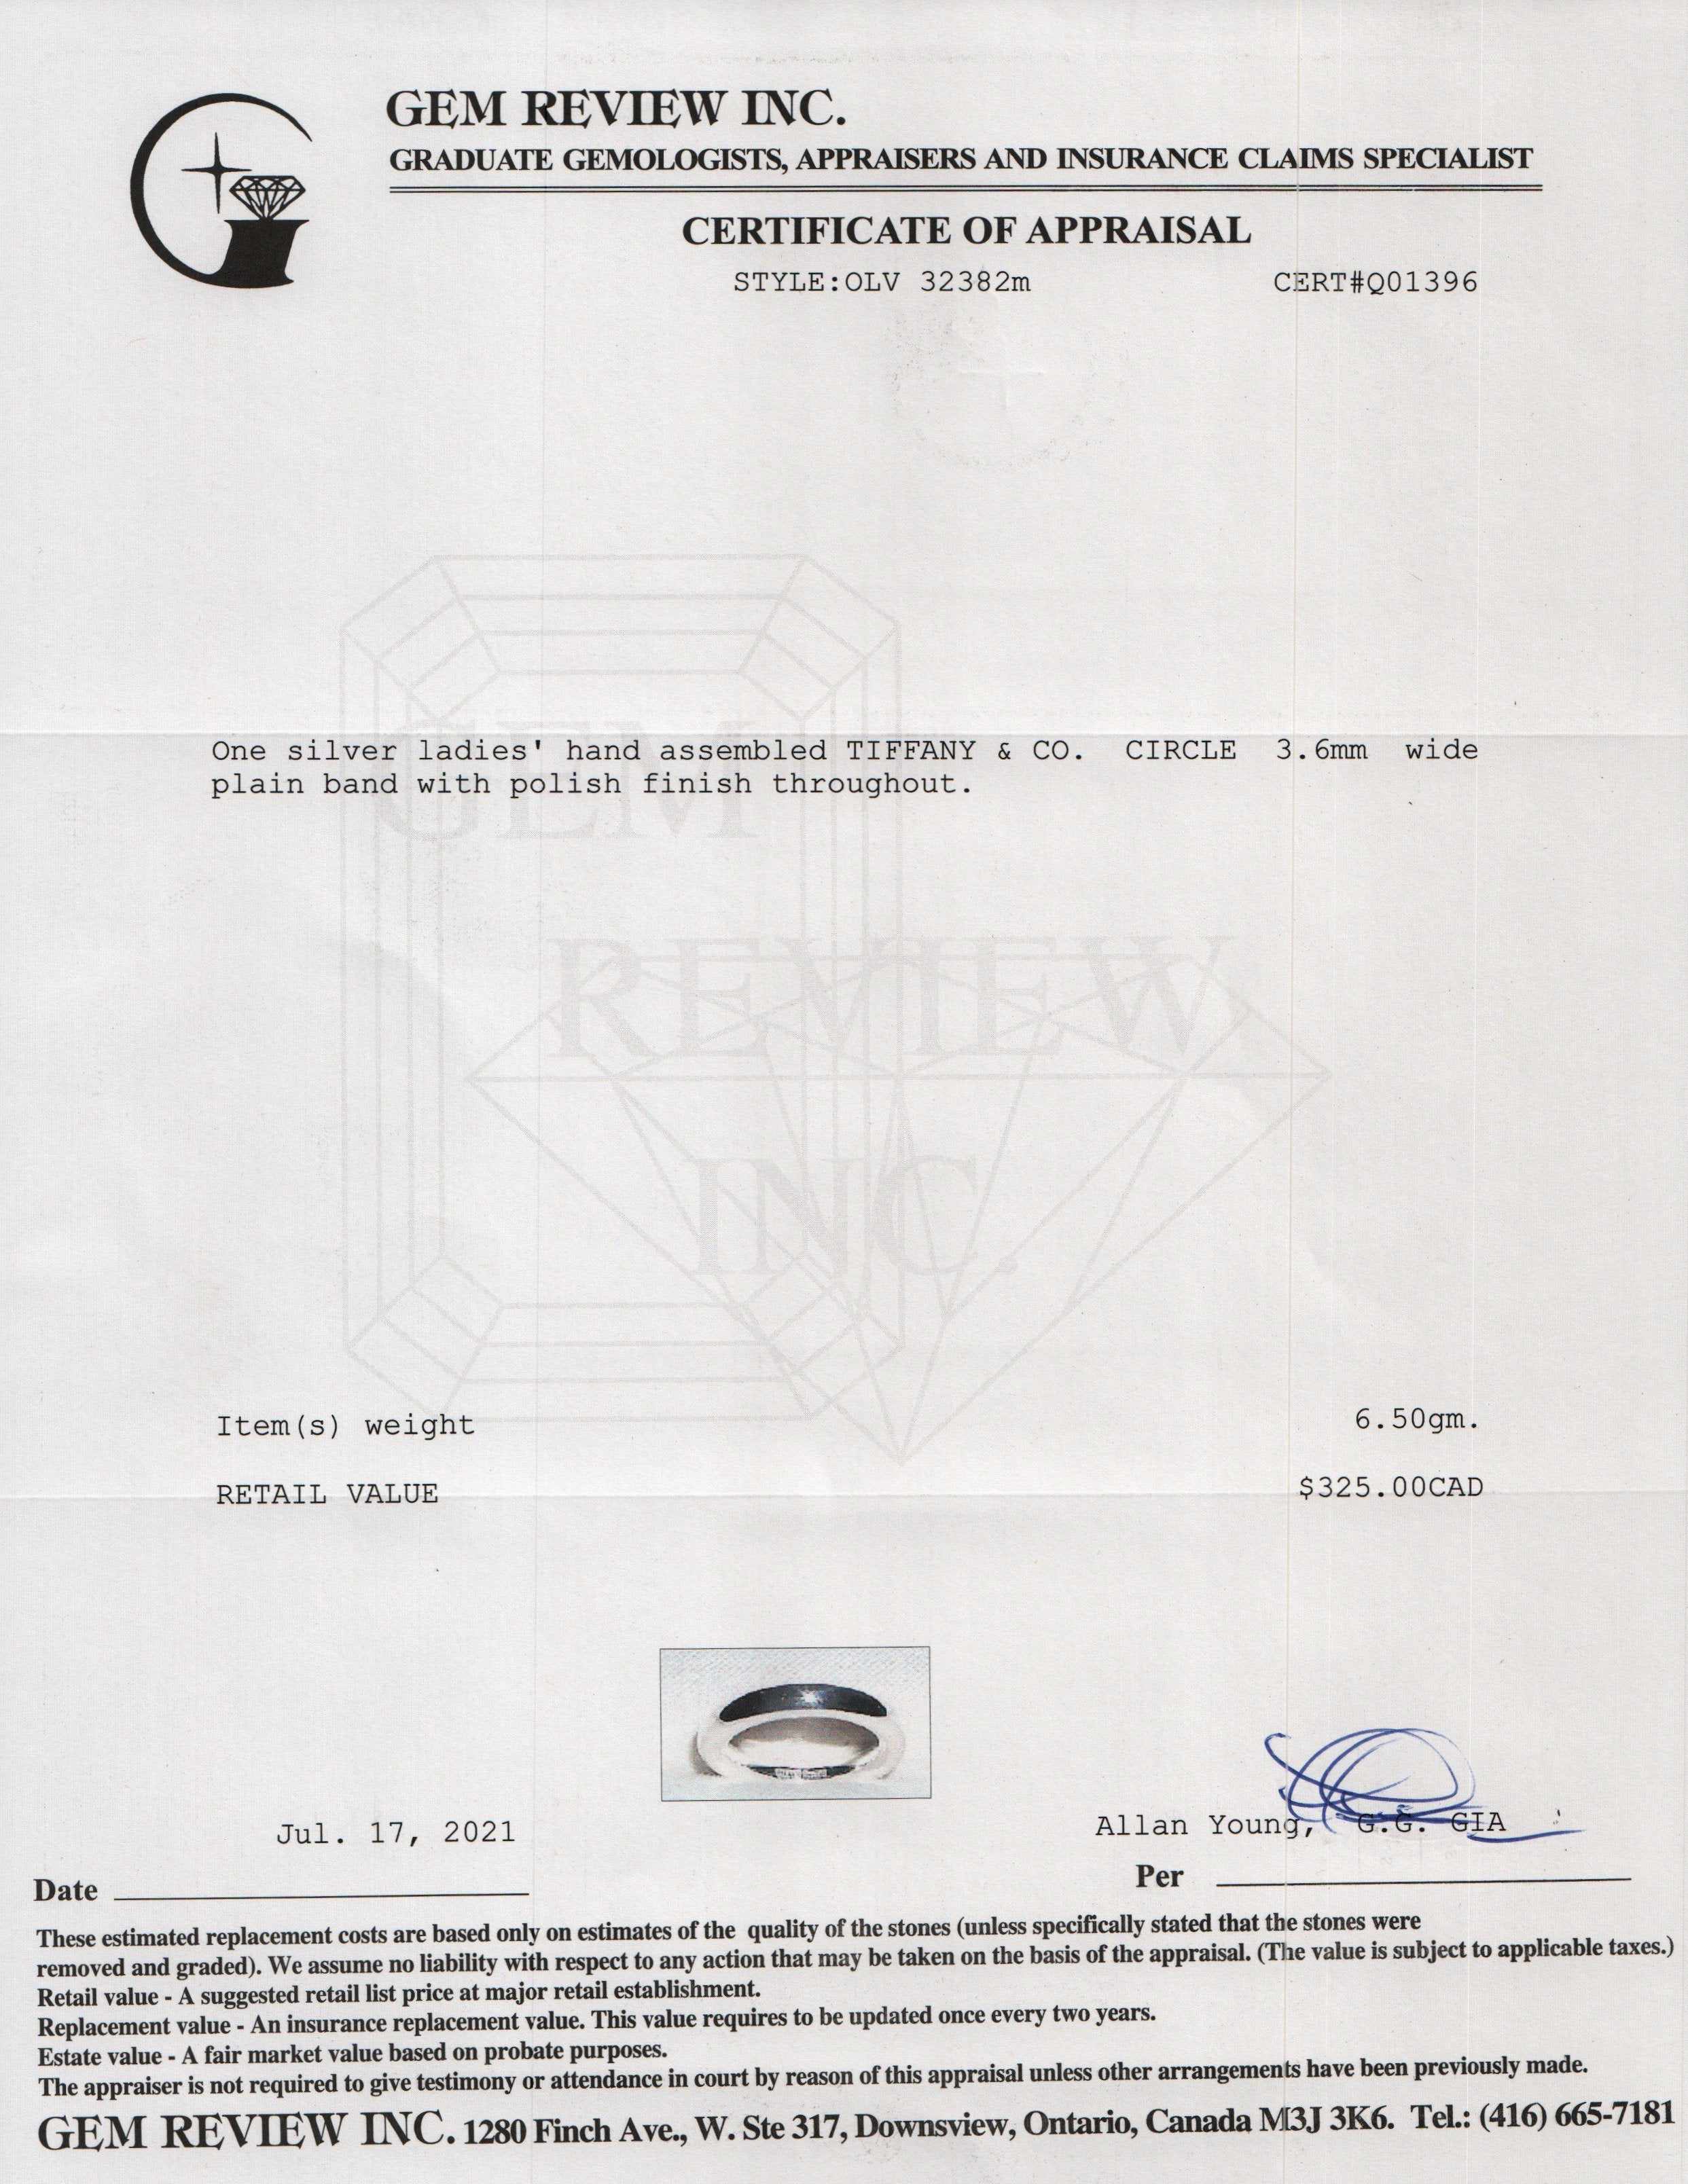 GEM REVIEW INC.
GRADUATE GEMOLOGISTS, APPRAISERS AND INSURANCE CLAIMS SPECIALIST
CERTIFICATE OF APPRAISAL
STYLE:OLV 32382m CERT#Q01396
One silver ladies' hand assembled TIFFANY & CO. CIRCLE 3.6mm wide
plain band with polish finish throughout.
GEM
REVIEW
INC.
Item(s) weight 6.50gm.
RETAIL VALUE $325.00CAD
Jul. 17, 2021 Allan Young, G.G. GIA
Date Per
These estimated replacement costs are based only on estimates of the quality of the stones (unless specifically stated that the stones were
removed and graded). We assume no liability with respect to any action that may be taken on the basis of the appraisal. (The value is subject to applicable taxes.)
Retail value - A suggested retail list price at major retail establishment.
Replacement value - An insurance replacement value. This value requires to be updated once every two years.
Estate value - A fair market value based on probate purposes.
The appraiser is not required to give testimony or attendance in court by reason of this appraisal unless other arrangements have been previously made.
GEM REVIEW INC. 1280 Finch Ave., W. Ste 317, Downsview, Ontario, Canada M3J 3K6. Tel.: (416) 665-7181